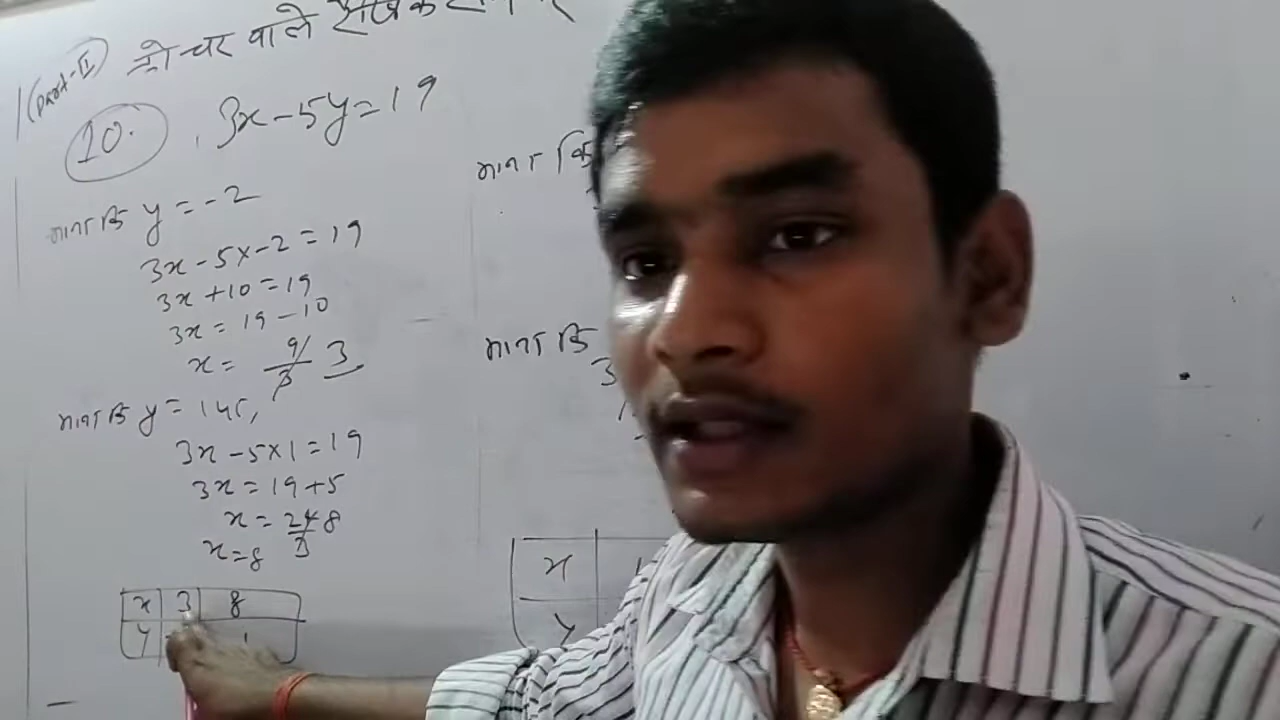 (Part-II) दो चर वाले रैखिक
10. 3x-5y=19
माना कि y = -2
3x-5x-2=19
3x+10=19
3x = 19-10
x = 9/3 3
माना कि y = 1
3x-5x1=19
3x=19+5
x = 24/3 8
x=8
x 3 8
y 1
माना कि
माना कि
3
x
y